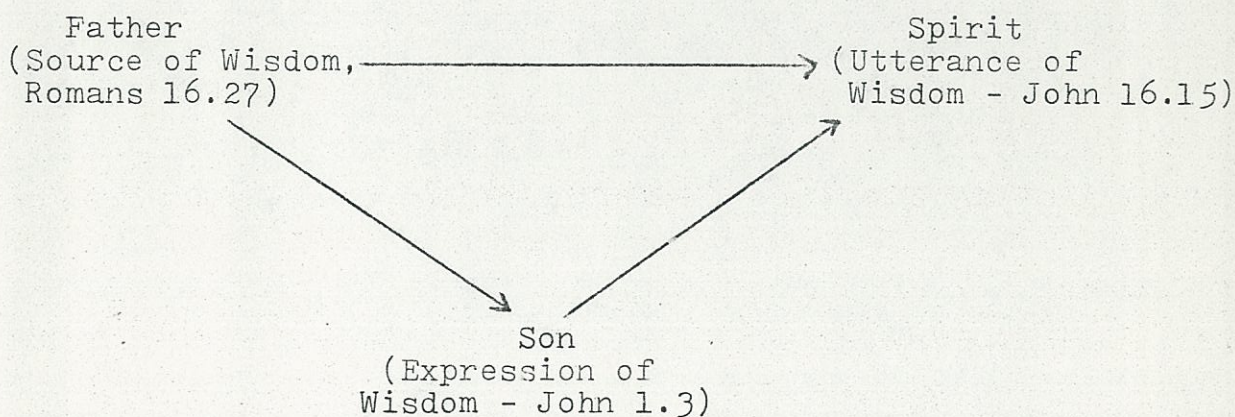 Father
(Source of Wisdom,
Romans 16.27)
Spirit
(Utterance of
Wisdom - John 16.15)
Son
(Expression of
Wisdom - John 1.3)